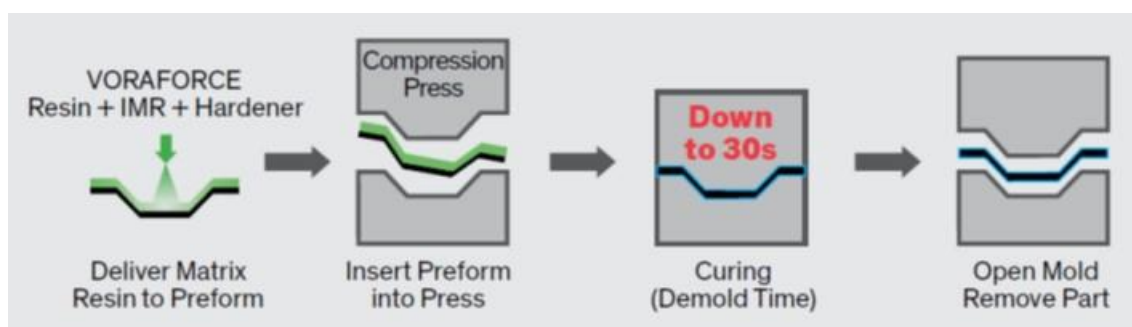 VORAFORCE
Resin + IMR + Hardener
Deliver Matrix
Resin to Preform
Compression
Press
Insert Preform
into Press
Down
to 30s
Curing
(Demold Time)
Open Mold
Remove Part